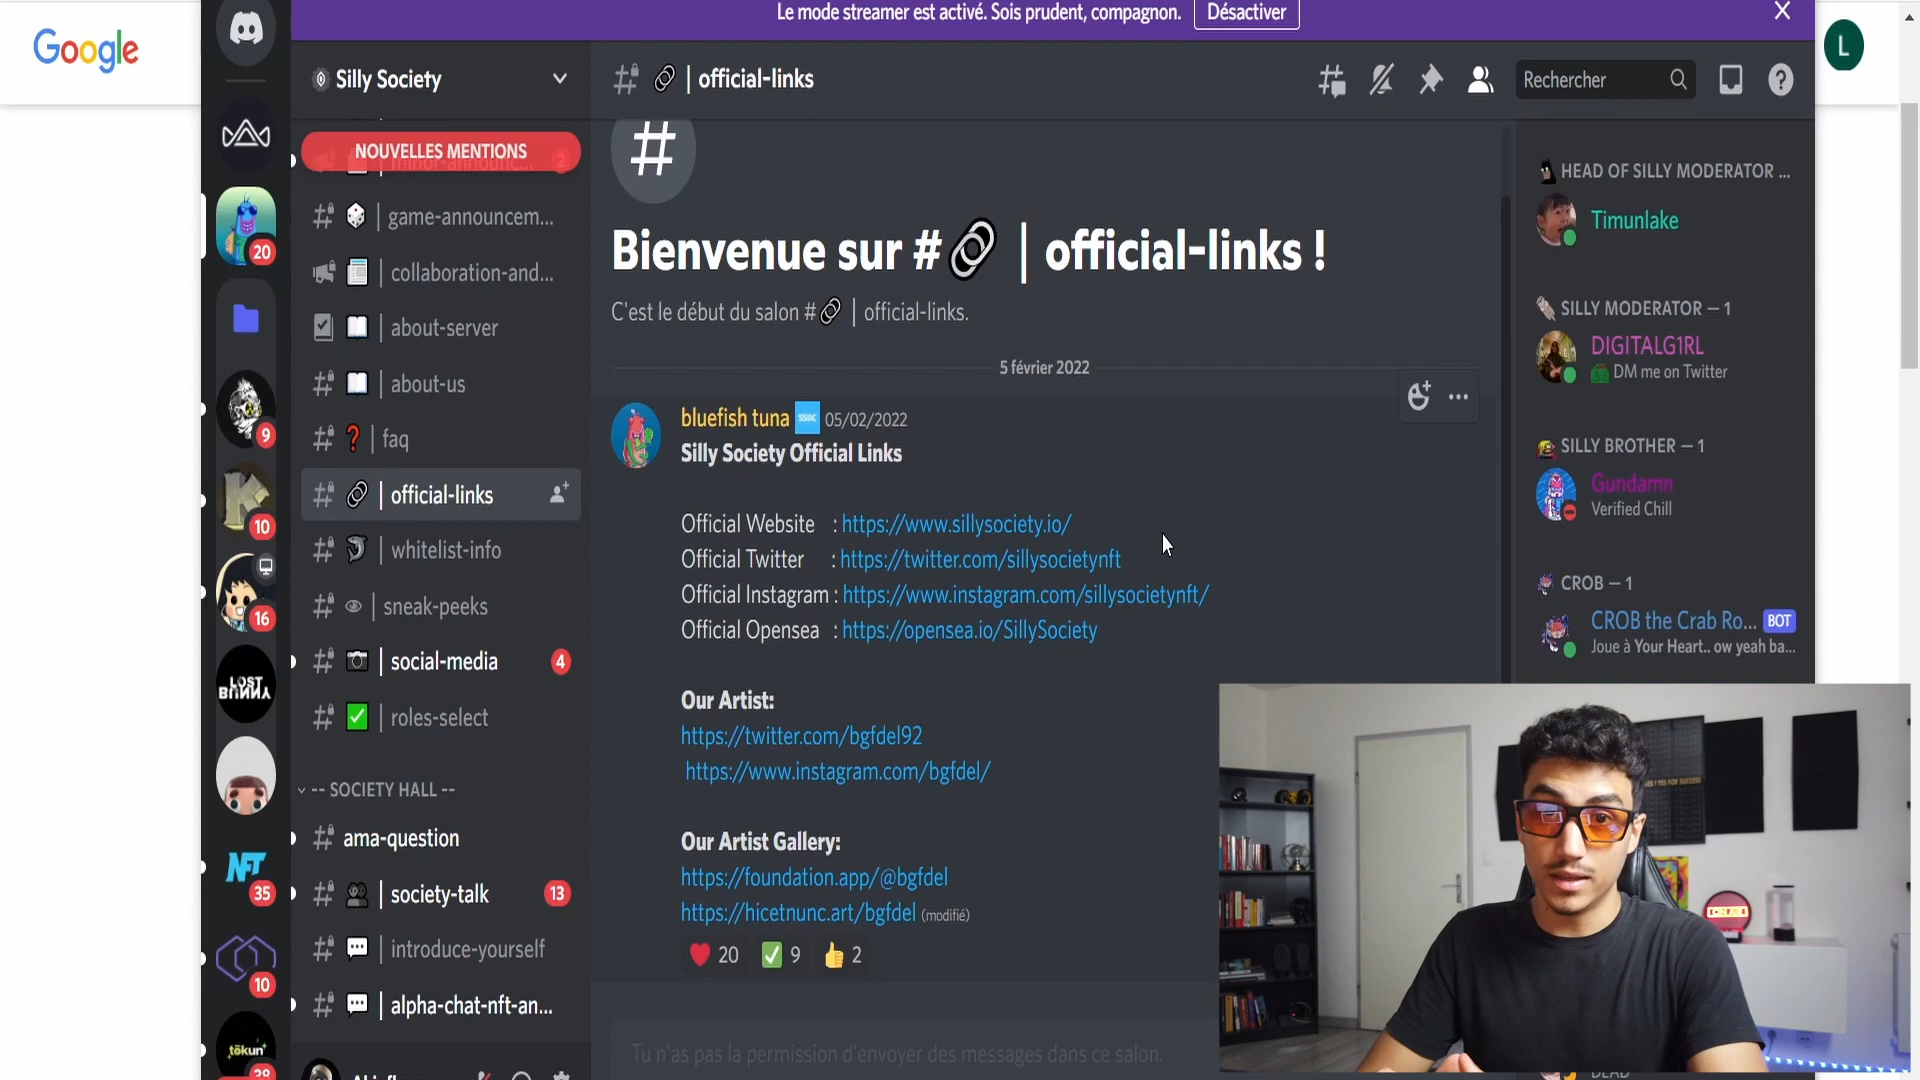 Le mode streamer est activé. Sois prudent, compagnon.
Désactiver
Google
L
Silly Society
| official-links
Rechercher
NOUVELLES MENTIONS
2
| game-announcem...
| collaboration-and...
| about-server
| about-us
| faq
| official-links
| whitelist-info
| sneak-peeks
| social-media
4
| roles-select
-- SOCIETY HALL --
ama-question
| society-talk
13
| introduce-yourself
| alpha-chat-nft-an...
20
9
10
16
LOST
BUNNY
NFT
35
10
tōkun
38
Bienvenue sur # | official-links !
C'est le début du salon # | official-links.
5 février 2022
bluefish tuna 05/02/2022
Silly Society Official Links
Official Website : https://www.sillysociety.io/
Official Twitter : https://twitter.com/sillysocietynft
Official Instagram : https://www.instagram.com/sillysocietynft/
Official Opensea : https://opensea.io/SillySociety
Our Artist:
https://twitter.com/bgfdel92
https://www.instagram.com/bgfdel/
Our Artist Gallery:
https://foundation.app/@bgfdel
https://hicetnunc.art/bgfdel (modifié)
20
9
2
Tu n'as pas la permission d'envoyer des messages dans ce salon.
HEAD OF SILLY MODERATOR ...
Timunlake
SILLY MODERATOR — 1
DIGITALG1RL
DM me on Twitter
SILLY BROTHER — 1
Gundamn
Verified Chill
CROB — 1
CROB the Crab Ro... BOT
Joue à Your Heart.. ow yeah ba...
ON AIR